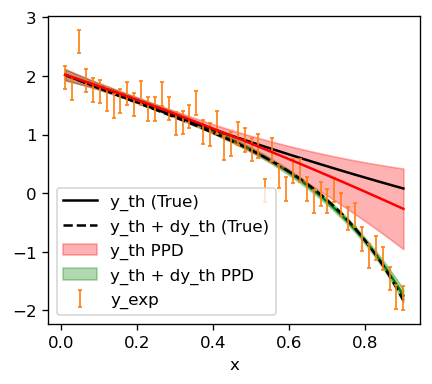 3
2
1
0
−1
−2
y_th (True)
y_th + dy_th (True)
y_th PPD
y_th + dy_th PPD
y_exp
0.0 0.2 0.4 0.6 0.8
x